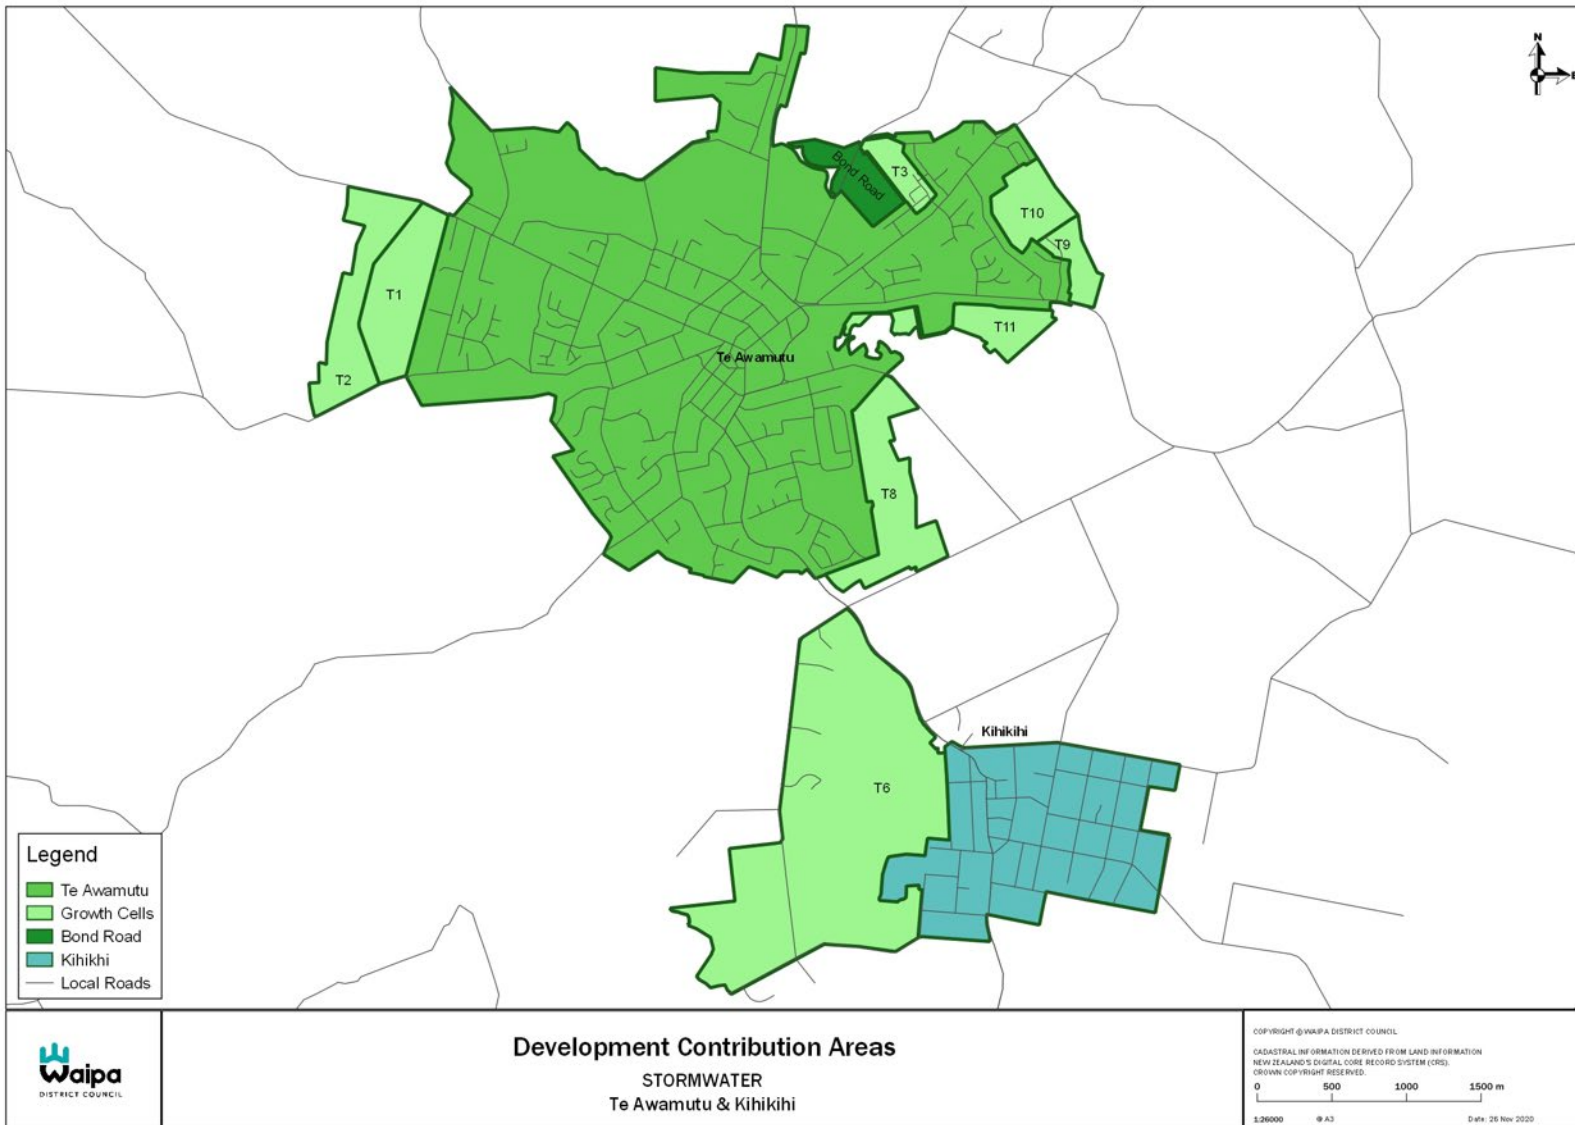 N
E
Bond Road
T3
T10
T9
T1
T11
Te Awamutu
T2
T8
Kihikihi
T6
Legend
Te Awamutu
Growth Cells
Bond Road
Kihikhi
Local Roads
Waipa
DISTRICT COUNCIL
Development Contribution Areas
STORMWATER
Te Awamutu & Kihikihi
COPYRIGHT @ WAIPA DISTRICT COUNCIL
CADASTRAL INFORMATION DERIVED FROM LAND INFORMATION
NEW ZEALAND'S DIGITAL CORE RECORD SYSTEM (CRS).
CROWN COPYRIGHT RESERVED.
0 500 1000 1500 m
1:26000 @ A3 Date: 26 Nov 2020